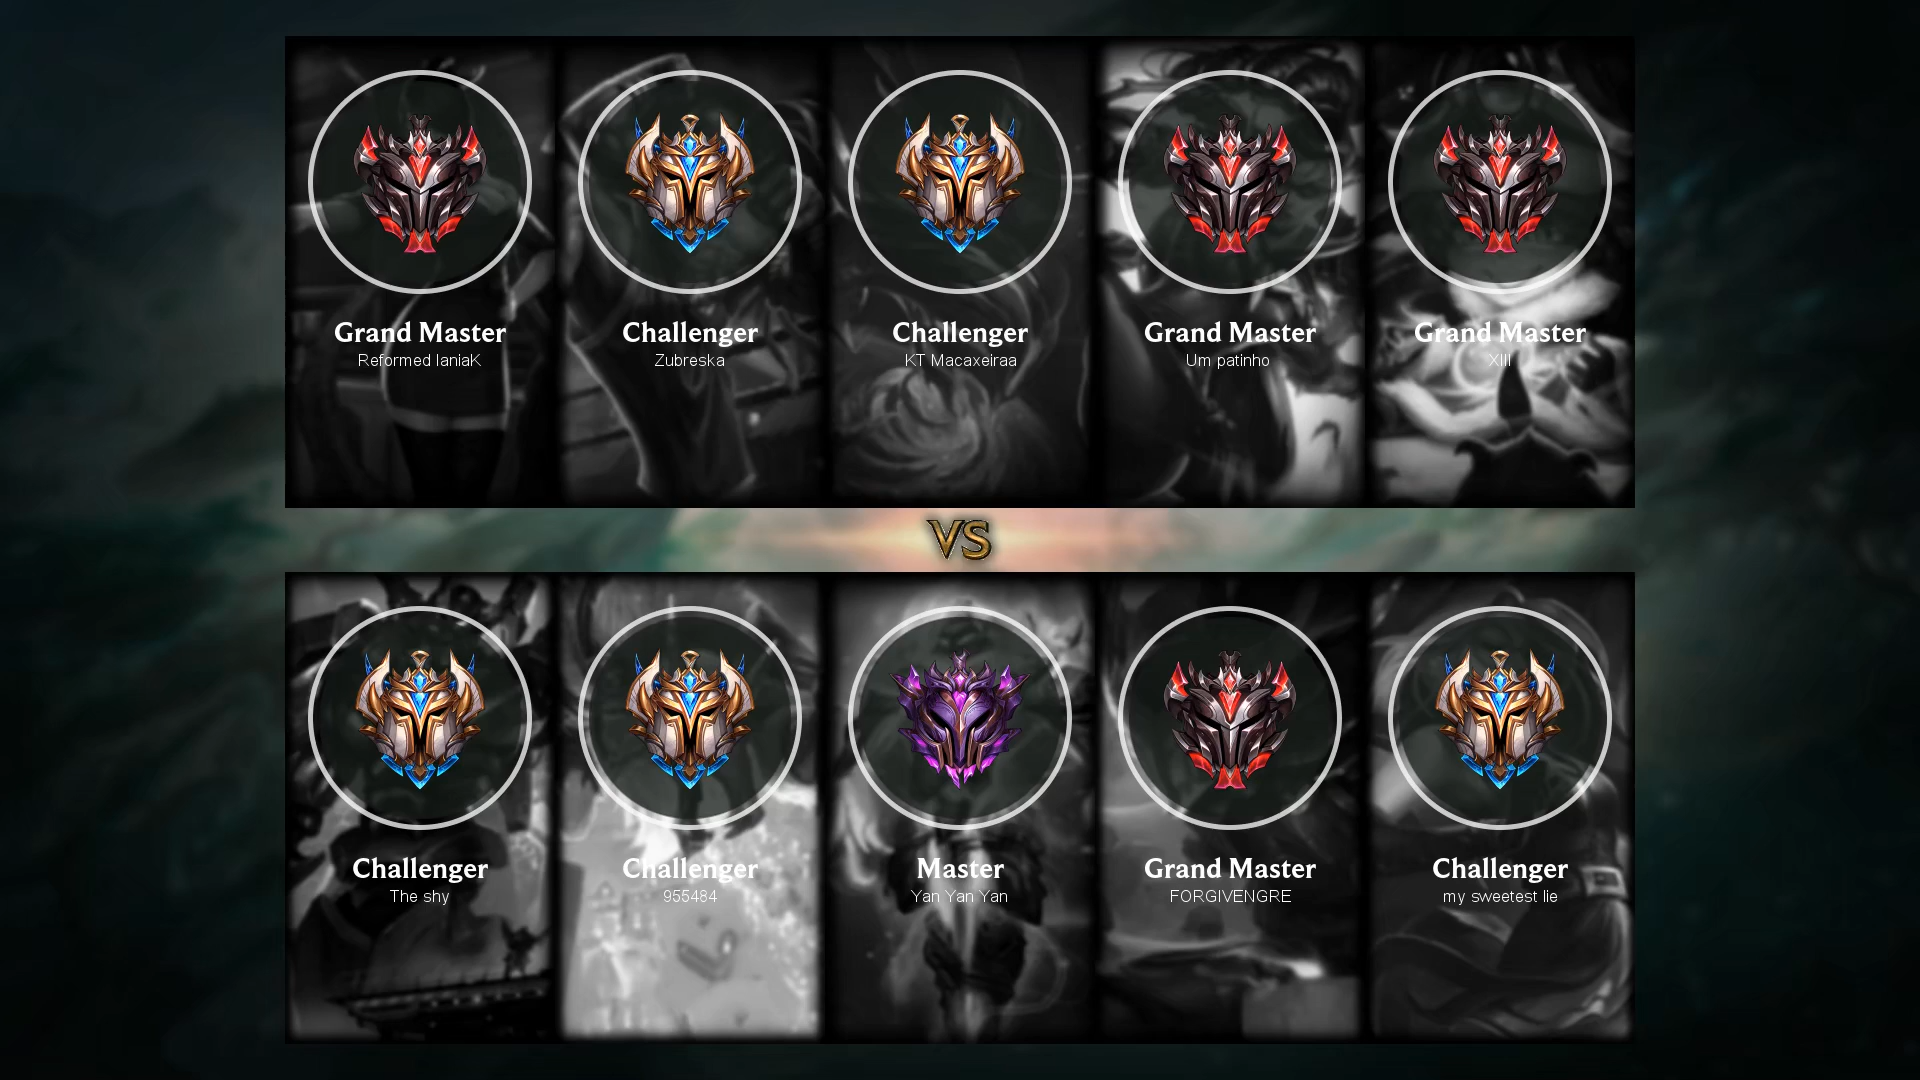 Grand Master
Reformed IaniaK
Challenger
Zubreska
Challenger
KT Macaxeiraa
Grand Master
Um patinho
Grand Master
XIII
VS
Challenger
The shy
Challenger
955484
Master
Yan Yan Yan
Grand Master
FORGIVENGRE
Challenger
my sweetest lie